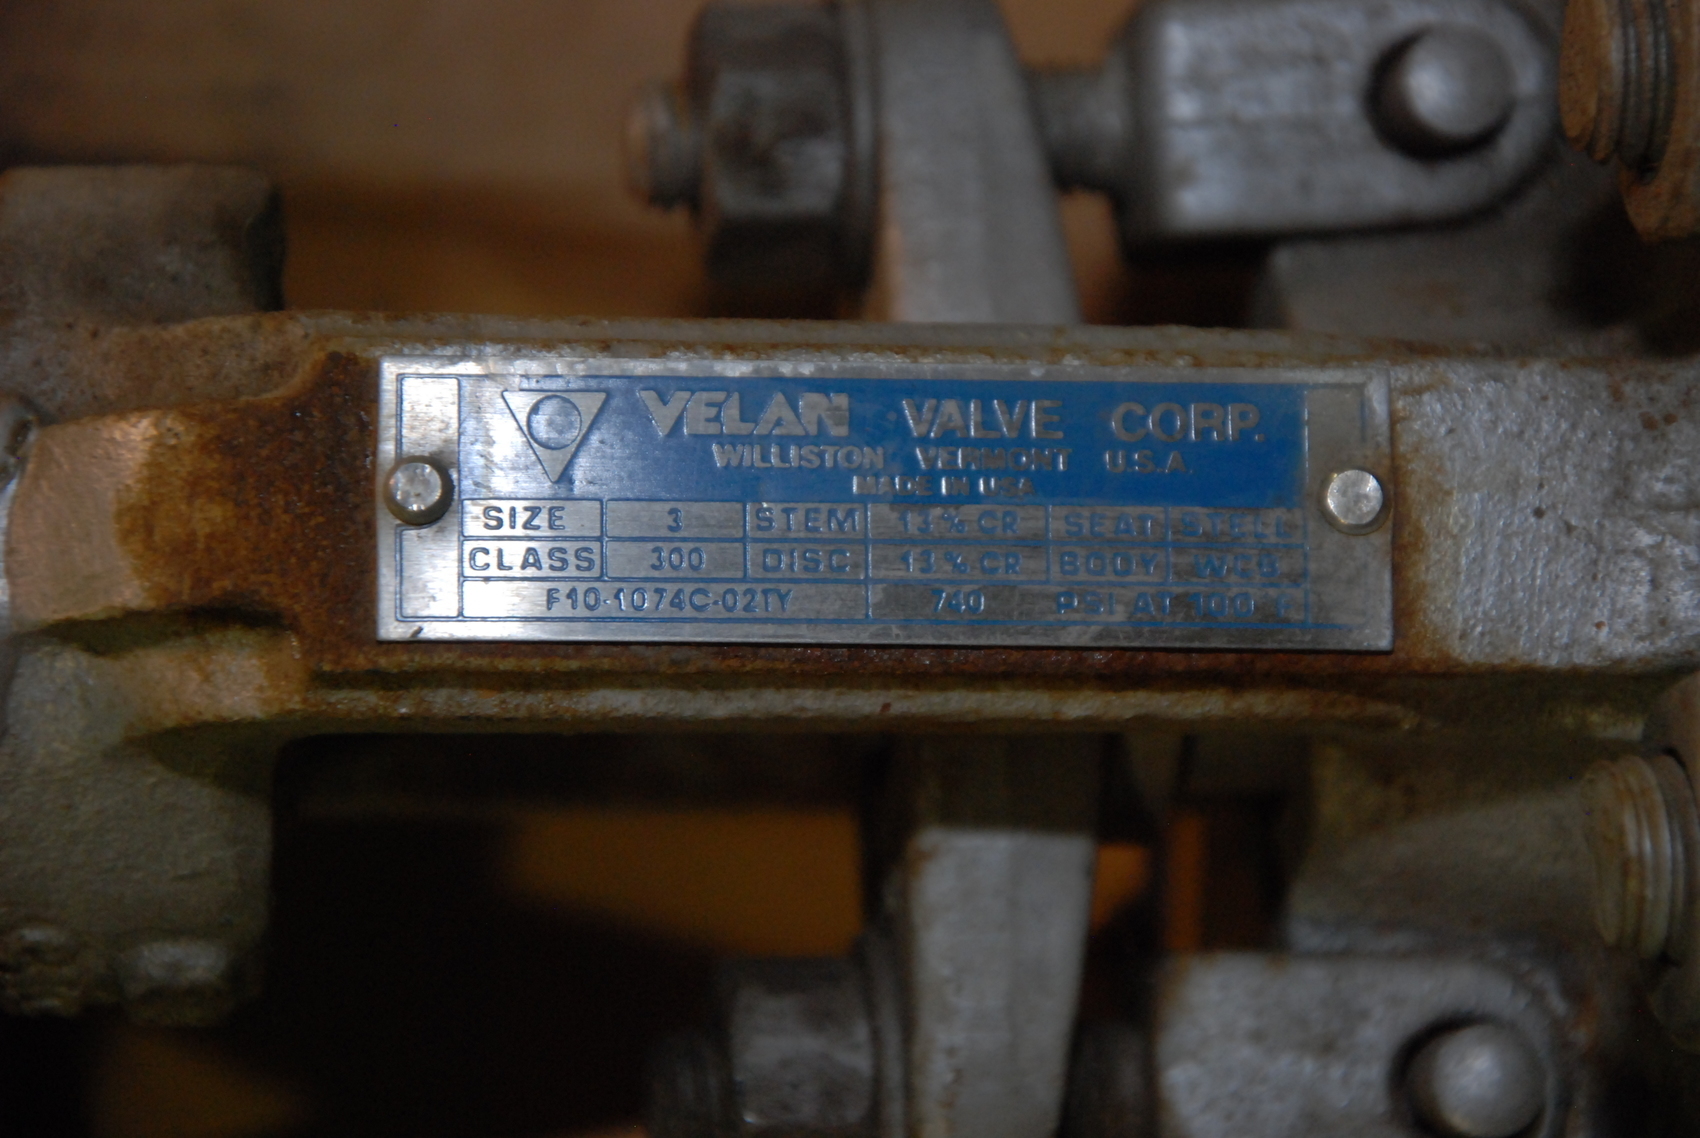 VELAN VALVE CORP.
WILLISTON VERMONT U.S.A.
MADE IN USA
SIZE 3 STEM 13% CR SEAT STELL
CLASS 300 DISC 13% CR BODY WCB
F10-1074C-02TY 740 PSI AT 100 F